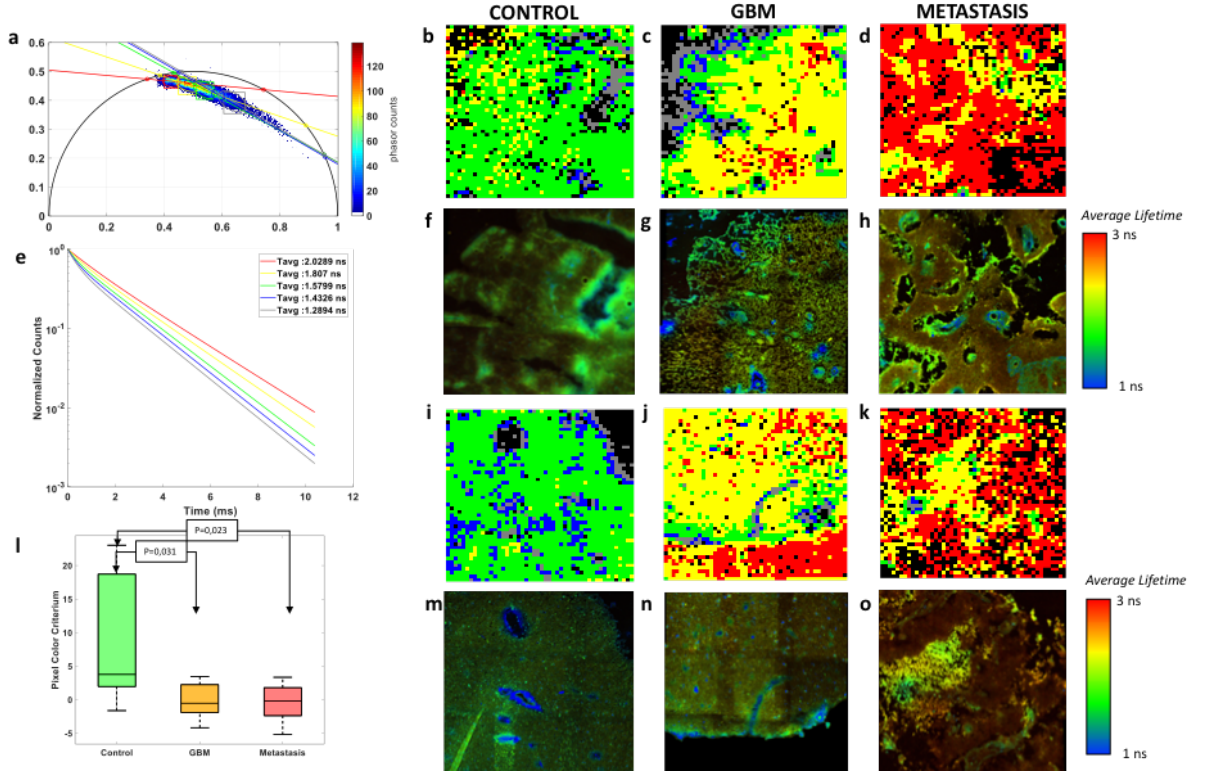 CONTROL GBM METASTASIS
a
0.6
0.5
0.4
0.3
0.2
0.1
0
0 0.2 0.4 0.6 0.8 1
120
100
80
60
40
20
0
phasor counts
b
c
d
e
10^0
10^-1
10^-2
10^-3
Normalized Counts
Tavg :2.0289 ns
Tavg :1.807 ns
Tavg :1.5799 ns
Tavg :1.4326 ns
Tavg :1.2894 ns
0 2 4 6 8 10 12
Time (ms)
f
g
h
Average Lifetime
3 ns
1 ns
i
j
k
l
P=0,023
P=0,031
20
15
10
5
0
-5
Pixel Color Criterium
Control GBM Metastasis
m
n
o
Average Lifetime
3 ns
1 ns